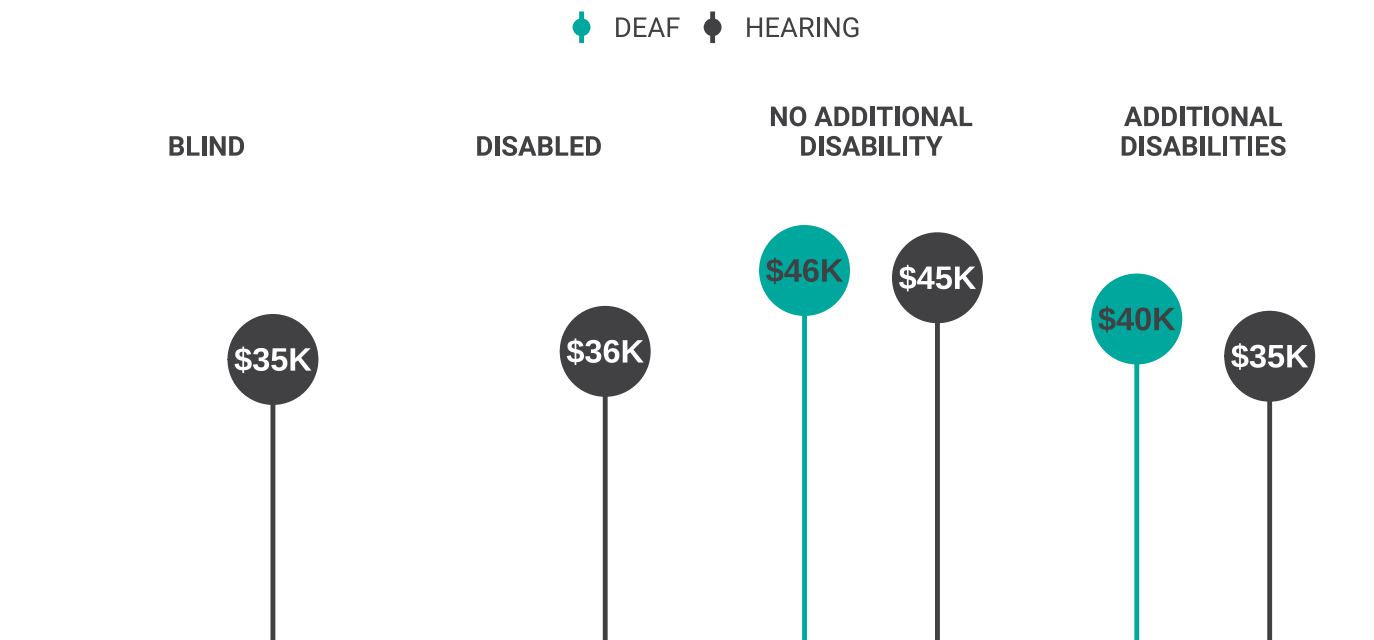 DEAF HEARING
BLIND
DISABLED
NO ADDITIONAL
DISABILITY
ADDITIONAL
DISABILITIES
$35K
$36K
$46K
$45K
$40K
$35K